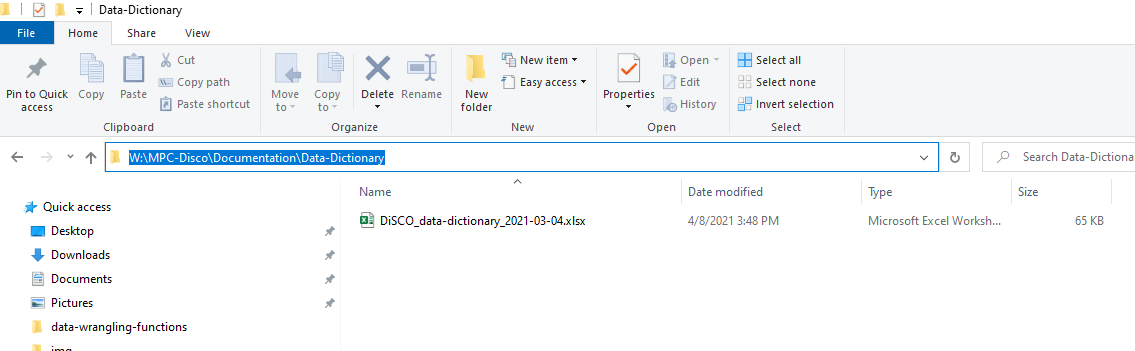 Data-Dictionary
File Home Share View
Pin to Quick access
Copy
Paste
Cut
Copy path
Paste shortcut
Move to
Copy to
Delete
Rename
New folder
New item
Easy access
Properties
Open
Edit
History
Select all
Select none
Invert selection
Clipboard Organize New Open Select
W:\MPC-Disco\Documentation\Data-Dictionary
Search Data-Dictiona
Name Date modified Type Size
DiSCO_data-dictionary_2021-03-04.xlsx 4/8/2021 3:48 PM Microsoft Excel Worksh... 65 KB
Quick access
Desktop
Downloads
Documents
Pictures
data-wrangling-functions
img